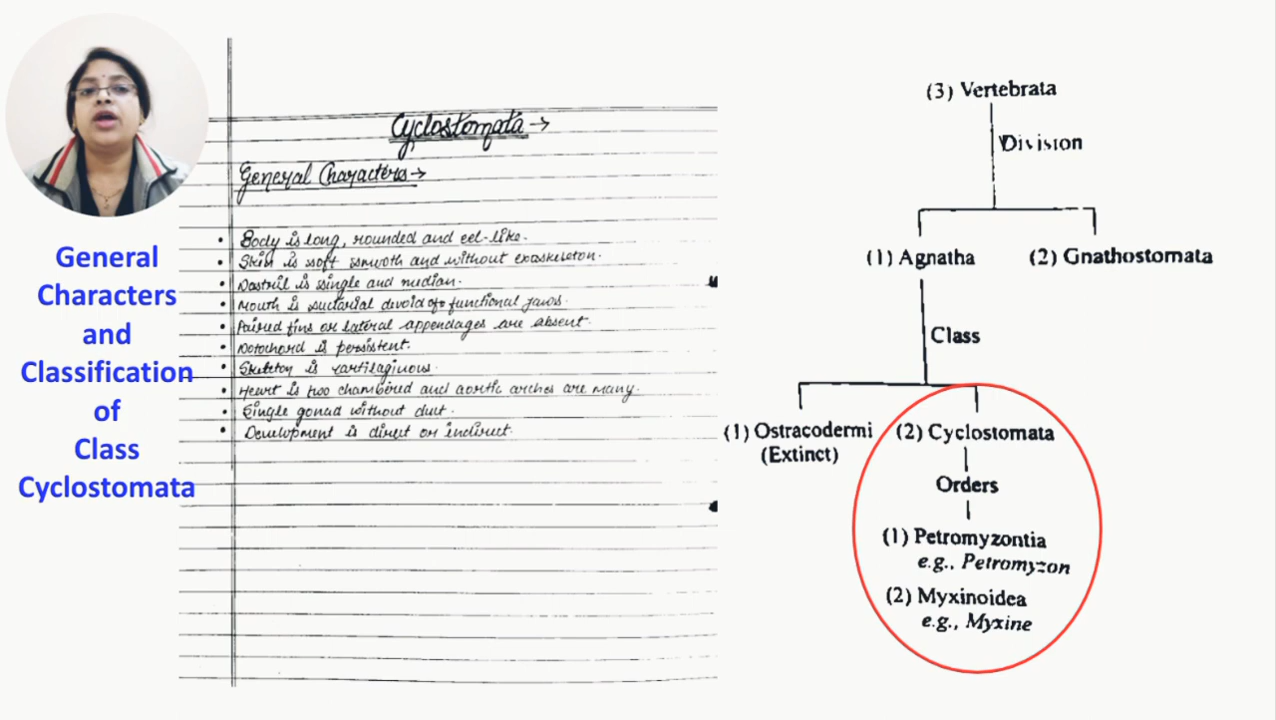 General
Characters
and
Classification
of
Class
Cyclostomata
Cyclostomata →
General Characters →
• Body is long, rounded and eel-like.
• Skin is soft smooth and without exoskeleton.
• Nostril is single and median.
• Mouth is suctorial devoid of functional jaws.
• Paired fins or lateral appendages are absent.
• Notochord is persistent.
• Skeleton is cartilaginous.
• Heart is two chambered and aortic arches are many.
• Single gonad without duct.
• Development is direct or indirect.
(3) Vertebrata
Division
(1) Agnatha
(2) Gnathostomata
Class
(1) Ostracodermi
(Extinct)
(2) Cyclostomata
Orders
(1) Petromyzontia
e.g., Petromyzon
(2) Myxinoidea
e.g., Myxine